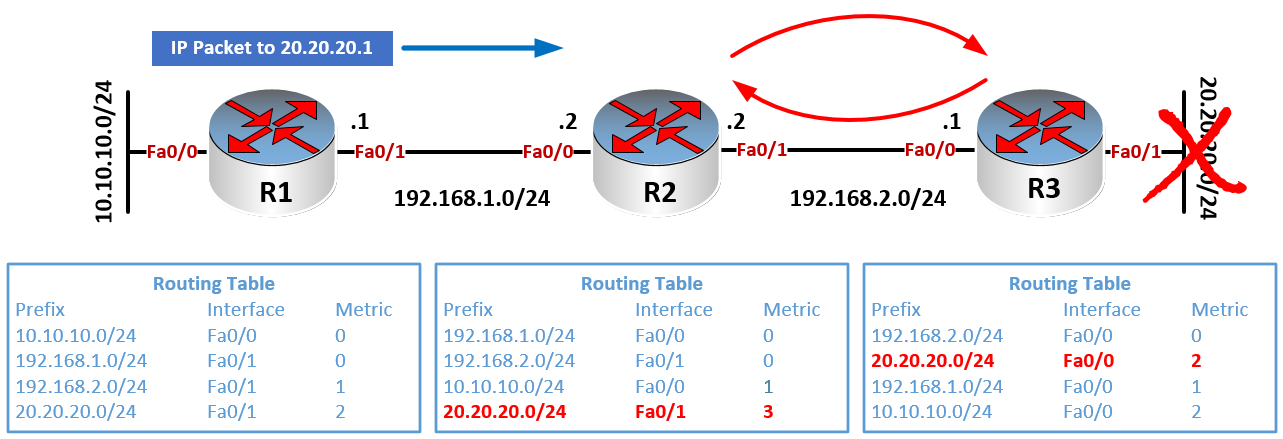 IP Packet to 20.20.20.1
10.10.10.0/24
Fa0/0
R1
.1
Fa0/1
192.168.1.0/24
.2
Fa0/0
R2
.2
Fa0/1
192.168.2.0/24
.1
Fa0/0
R3
Fa0/1
20.20.20.0/24
Routing Table
Prefix Interface Metric
10.10.10.0/24 Fa0/0 0
192.168.1.0/24 Fa0/1 0
192.168.2.0/24 Fa0/1 1
20.20.20.0/24 Fa0/1 2
Routing Table
Prefix Interface Metric
192.168.1.0/24 Fa0/0 0
192.168.2.0/24 Fa0/1 0
10.10.10.0/24 Fa0/0 1
20.20.20.0/24 Fa0/1 3
Routing Table
Prefix Interface Metric
192.168.2.0/24 Fa0/0 0
20.20.20.0/24 Fa0/0 2
192.168.1.0/24 Fa0/0 1
10.10.10.0/24 Fa0/0 2